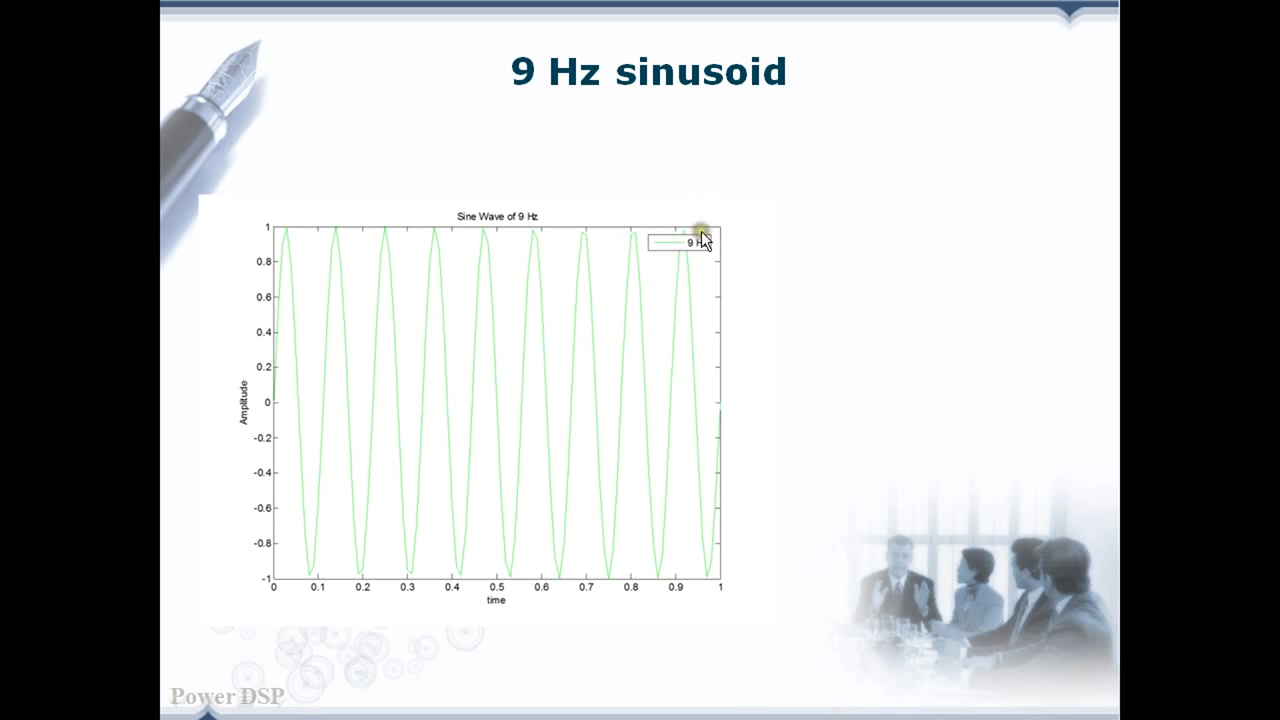 9 Hz sinusoid
Sine Wave of 9 Hz
9 H
1
0.8
0.6
0.4
0.2
0
-0.2
-0.4
-0.6
-0.8
-1
Amplitude
0 0.1 0.2 0.3 0.4 0.5 0.6 0.7 0.8 0.9 1
time
Power DSP